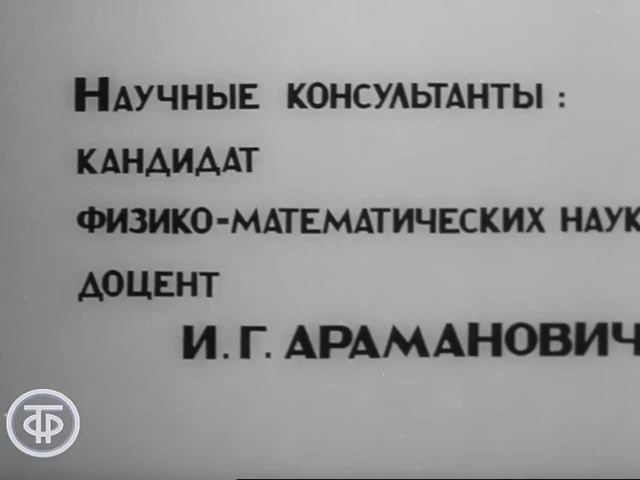 Научные консультанты:
кандидат
физико-математических наук
доцент
И.Г. Араманович